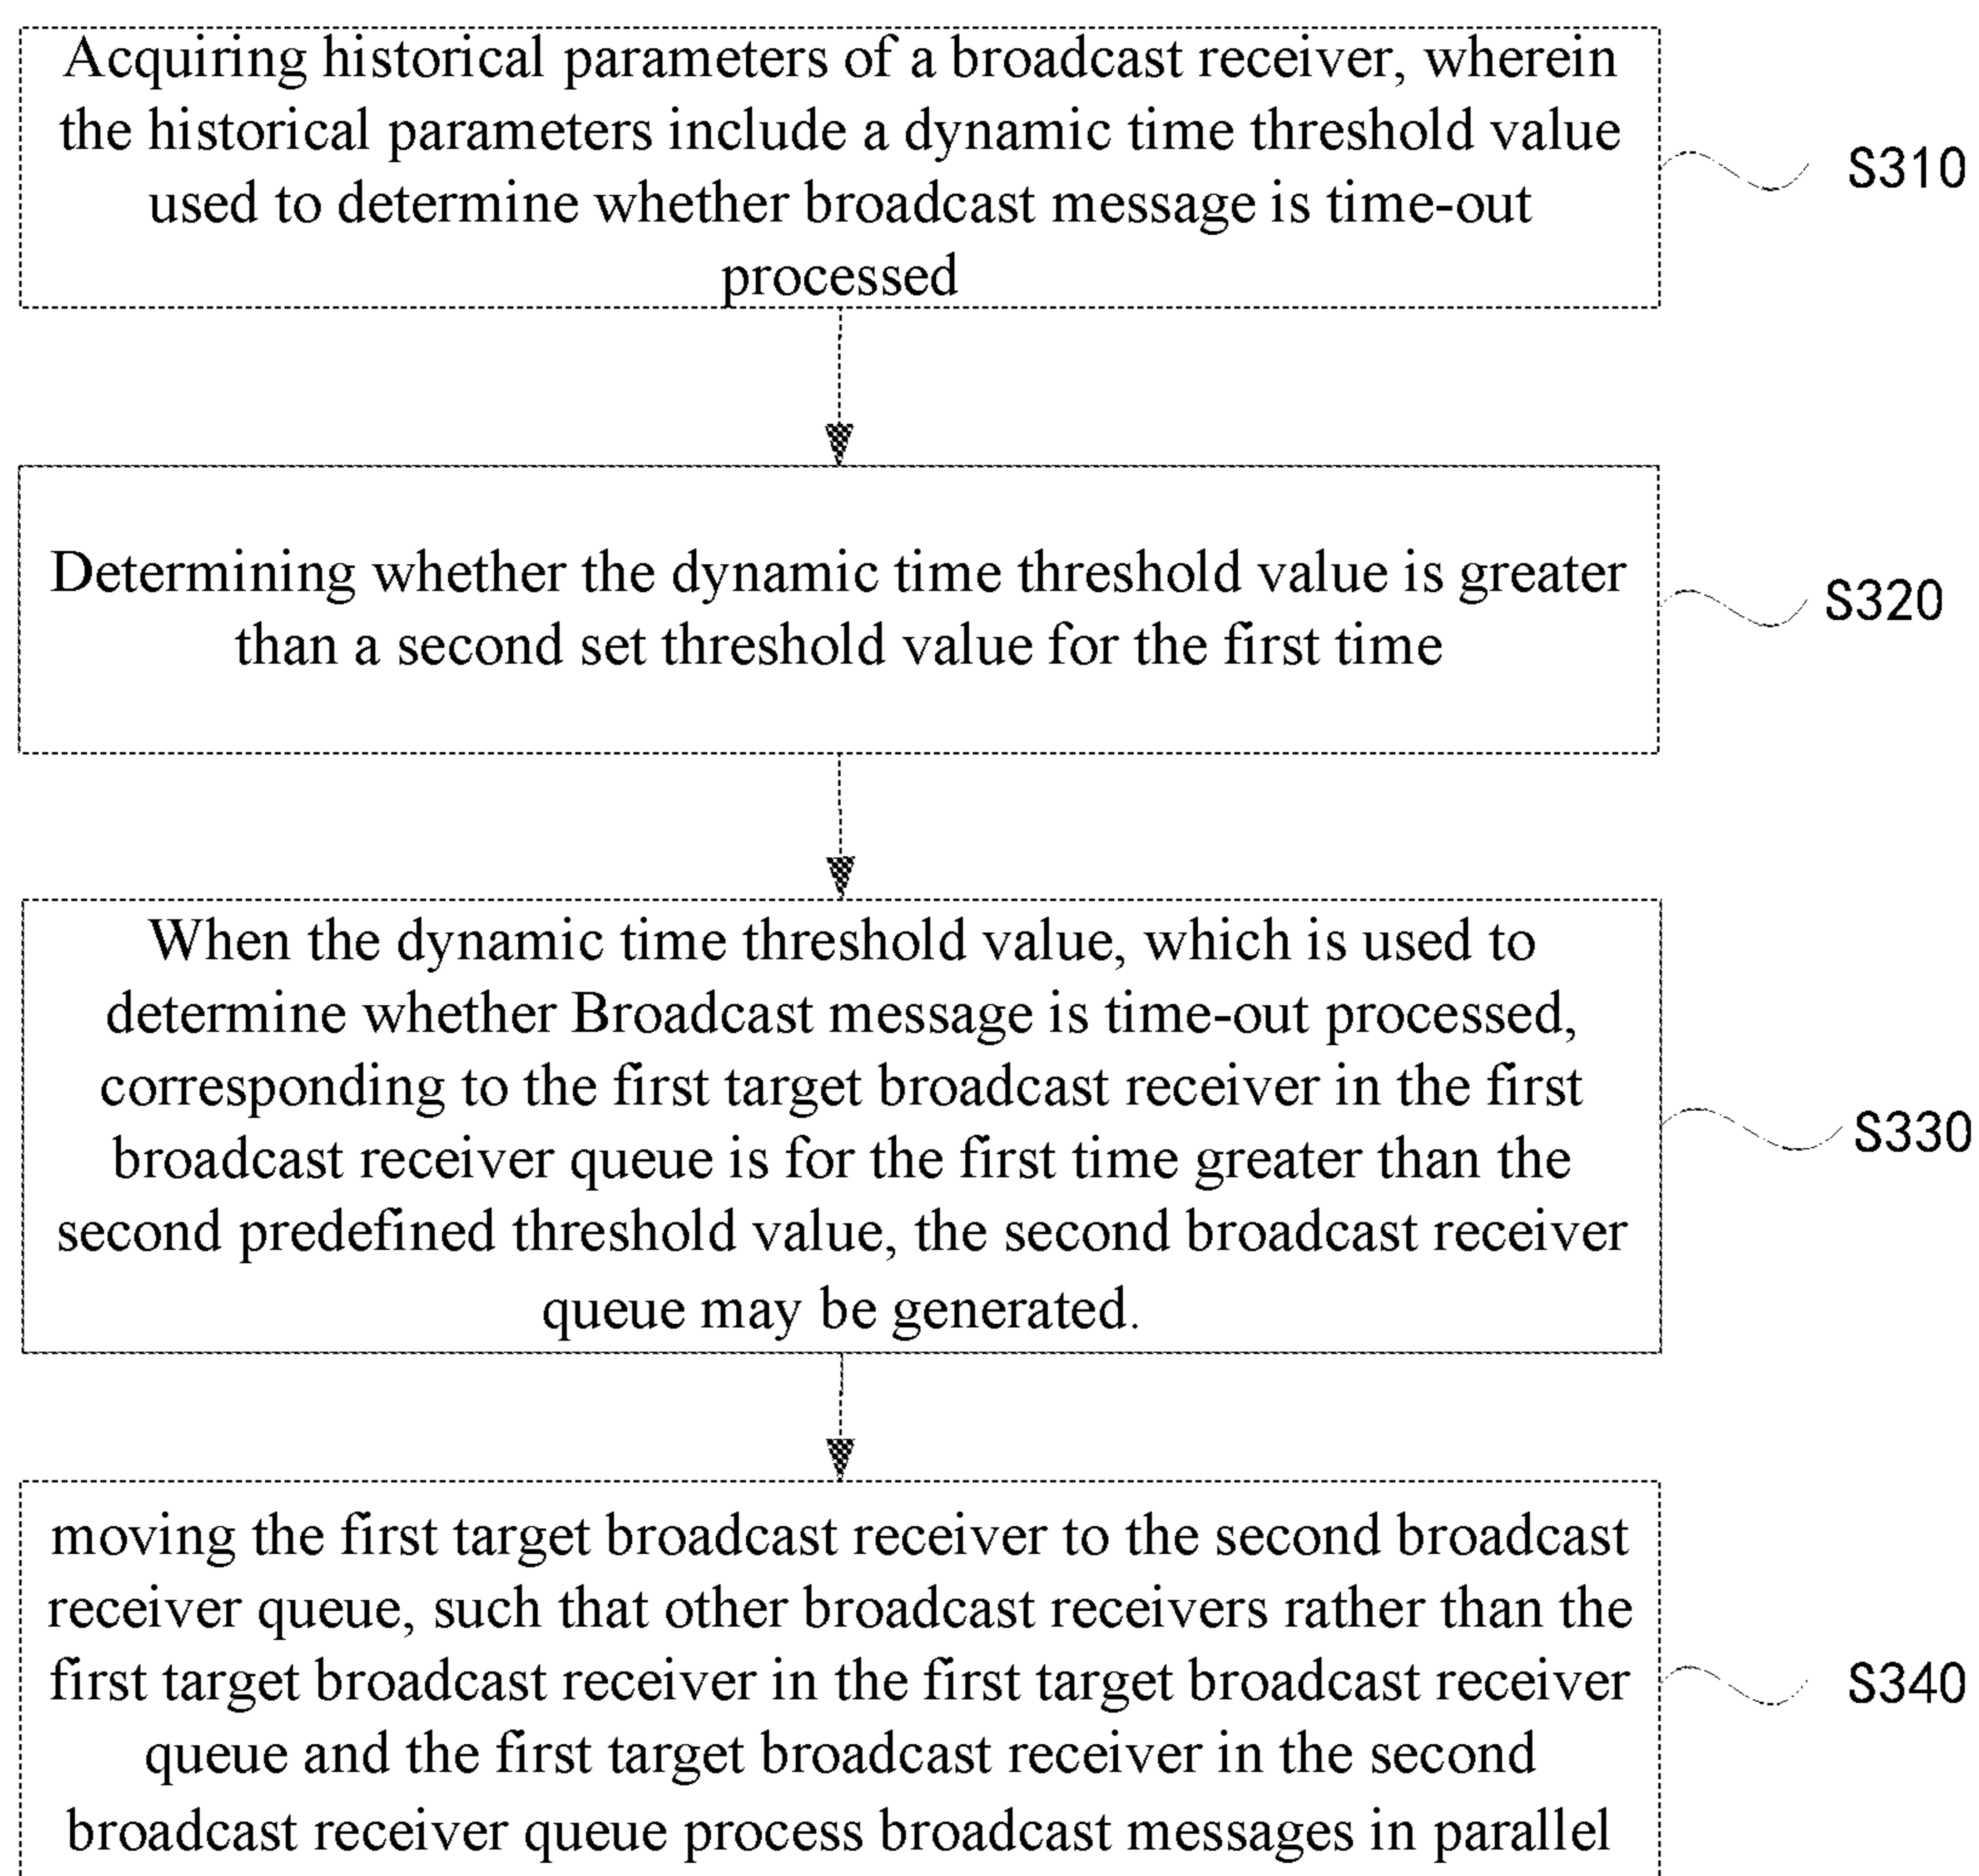 Acquiring historical parameters of a broadcast receiver, wherein
the historical parameters include a dynamic time threshold value
used to determine whether broadcast message is time-out
processed
S310
Determining whether the dynamic time threshold value is greater
than a second set threshold value for the first time
S320
When the dynamic time threshold value, which is used to
determine whether Broadcast message is time-out processed,
corresponding to the first target broadcast receiver in the first
broadcast receiver queue is for the first time greater than the
second predefined threshold value, the second broadcast receiver
queue may be generated.
S330
moving the first target broadcast receiver to the second broadcast
receiver queue, such that other broadcast receivers rather than the
first target broadcast receiver in the first target broadcast receiver
queue and the first target broadcast receiver in the second
broadcast receiver queue process broadcast messages in parallel
S340